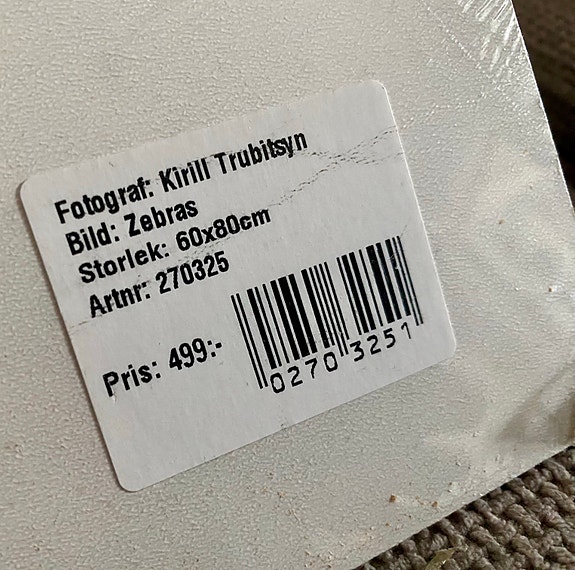 Fotograf: Kirill Trubitsyn
Bild: Zebras
Storlek: 60x80cm
Artnr: 270325
Pris: 499:-
0270 3251